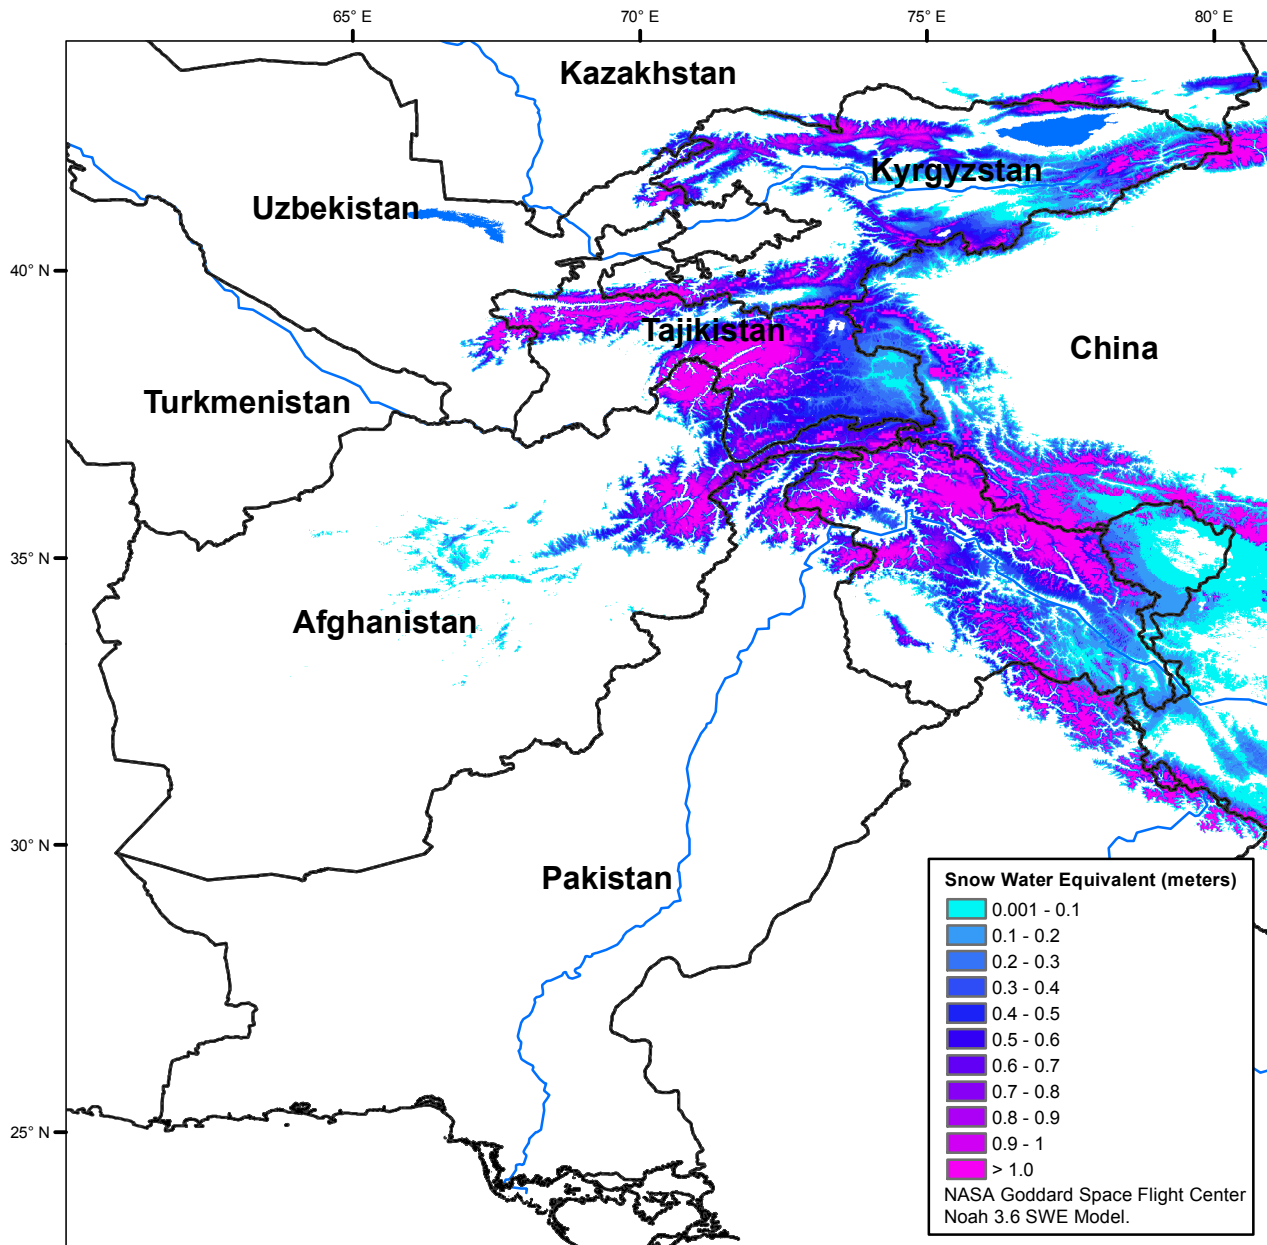 65° E
70° E
75° E
80° E
Kazakhstan
Kyrgyzstan
Uzbekistan
40° N
Tajikistan
China
Turkmenistan
35° N
Afghanistan
30° N
Pakistan
25° N
Snow Water Equivalent (meters)
0.001 - 0.1
0.1 - 0.2
0.2 - 0.3
0.3 - 0.4
0.4 - 0.5
0.5 - 0.6
0.6 - 0.7
0.7 - 0.8
0.8 - 0.9
0.9 - 1
> 1.0
NASA Goddard Space Flight Center
Noah 3.6 SWE Model.